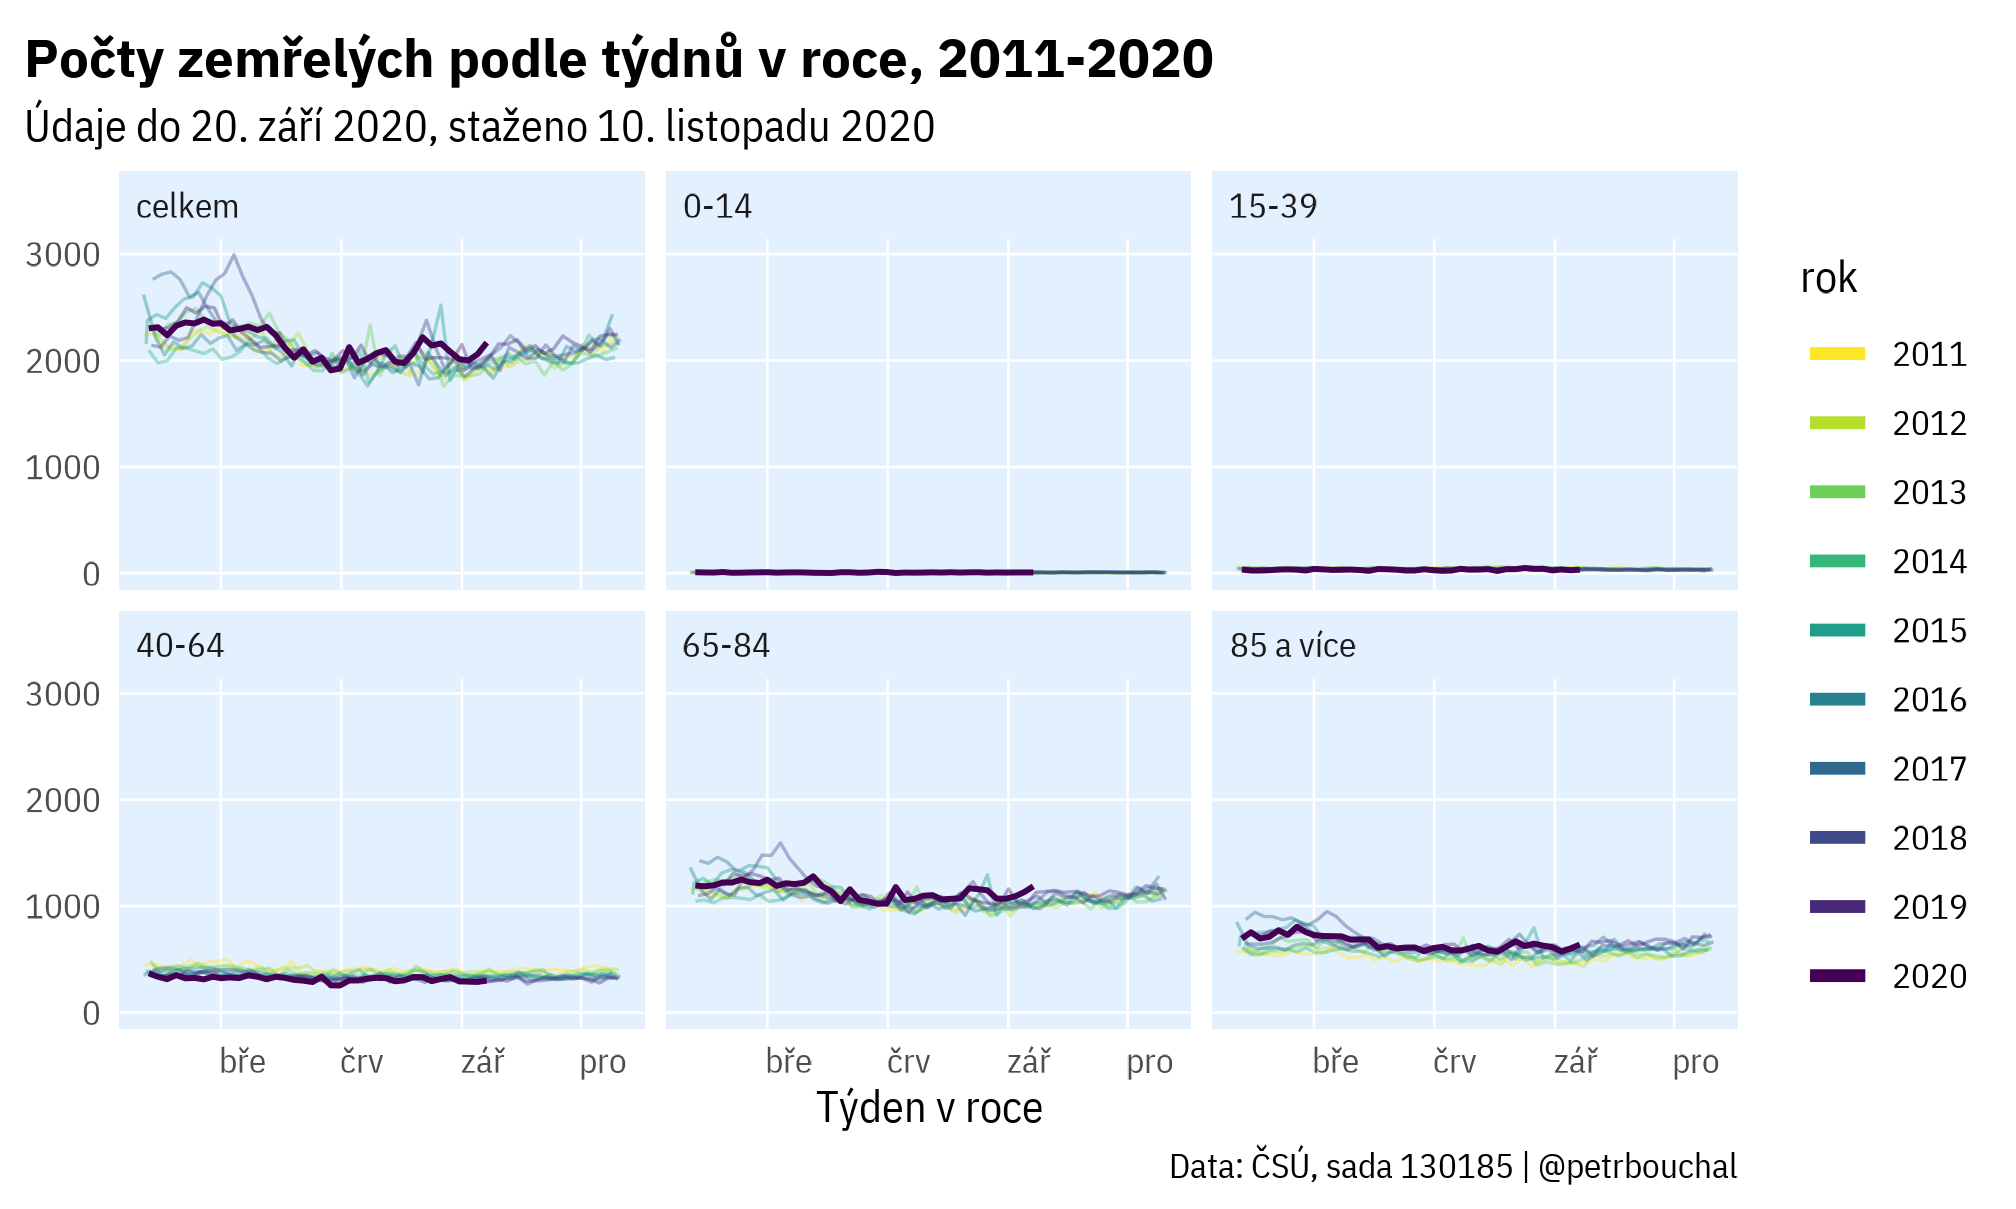 Počty zemřelých podle týdnů v roce, 2011-2020
Údaje do 20. září 2020, staženo 10. listopadu 2020
celkem
0-14
15-39
3000
2000
1000
0
40-64
65-84
85 a více
3000
2000
1000
0
bře črv zář pro
bře črv zář pro
bře črv zář pro
Týden v roce
rok
2011
2012
2013
2014
2015
2016
2017
2018
2019
2020
Data: ČSÚ, sada 130185 | @petrbouchal